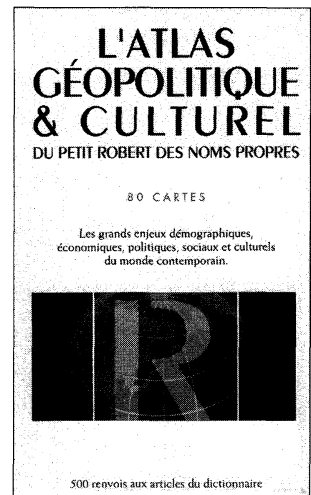 L'ATLAS
GÉOPOLITIQUE
& CULTUREL
DU PETIT ROBERT DES NOMS PROPRES
80 CARTES
Les grands enjeux démographiques,
économiques, politiques, sociaux et culturels
du monde contemporain.
R
500 renvois aux articles du dictionnaire